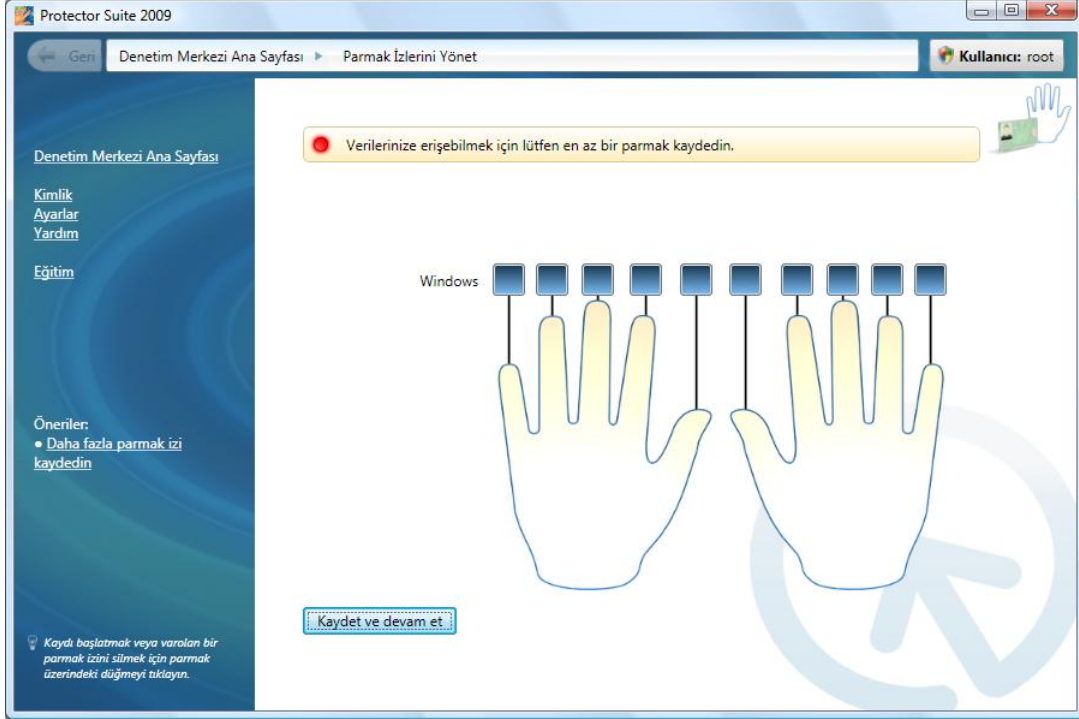 Protector Suite 2009
Geri
Denetim Merkezi Ana Sayfası
Parmak İzlerini Yönet
Kullanıcı: root
Denetim Merkezi Ana Sayfası
Kimlik
Ayarlar
Yardım
Eğitim
Öneriler:
• Daha fazla parmak izi
kaydedin
Kaydı başlatmak veya varolan bir
parmak izini silmek için parmak
üzerindeki düğmeyi tıklayın.
Verilerinize erişebilmek için lütfen en az bir parmak kaydedin.
Windows
Kaydet ve devam et